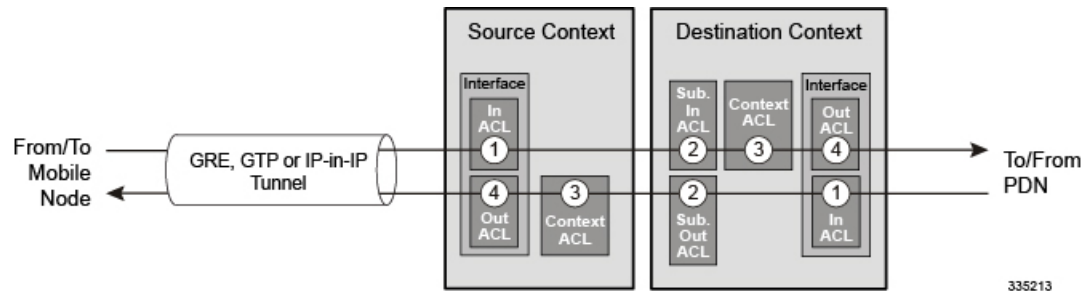 Source Context
Destination Context
Interface
In
ACL
1
4
Out
ACL
3
Context
ACL
Sub.
In
ACL
2
Context
ACL
3
Interface
Out
ACL
4
2
Sub.
Out
ACL
1
In
ACL
From/To
Mobile
Node
GRE, GTP or IP-in-IP
Tunnel
To/From
PDN
335213